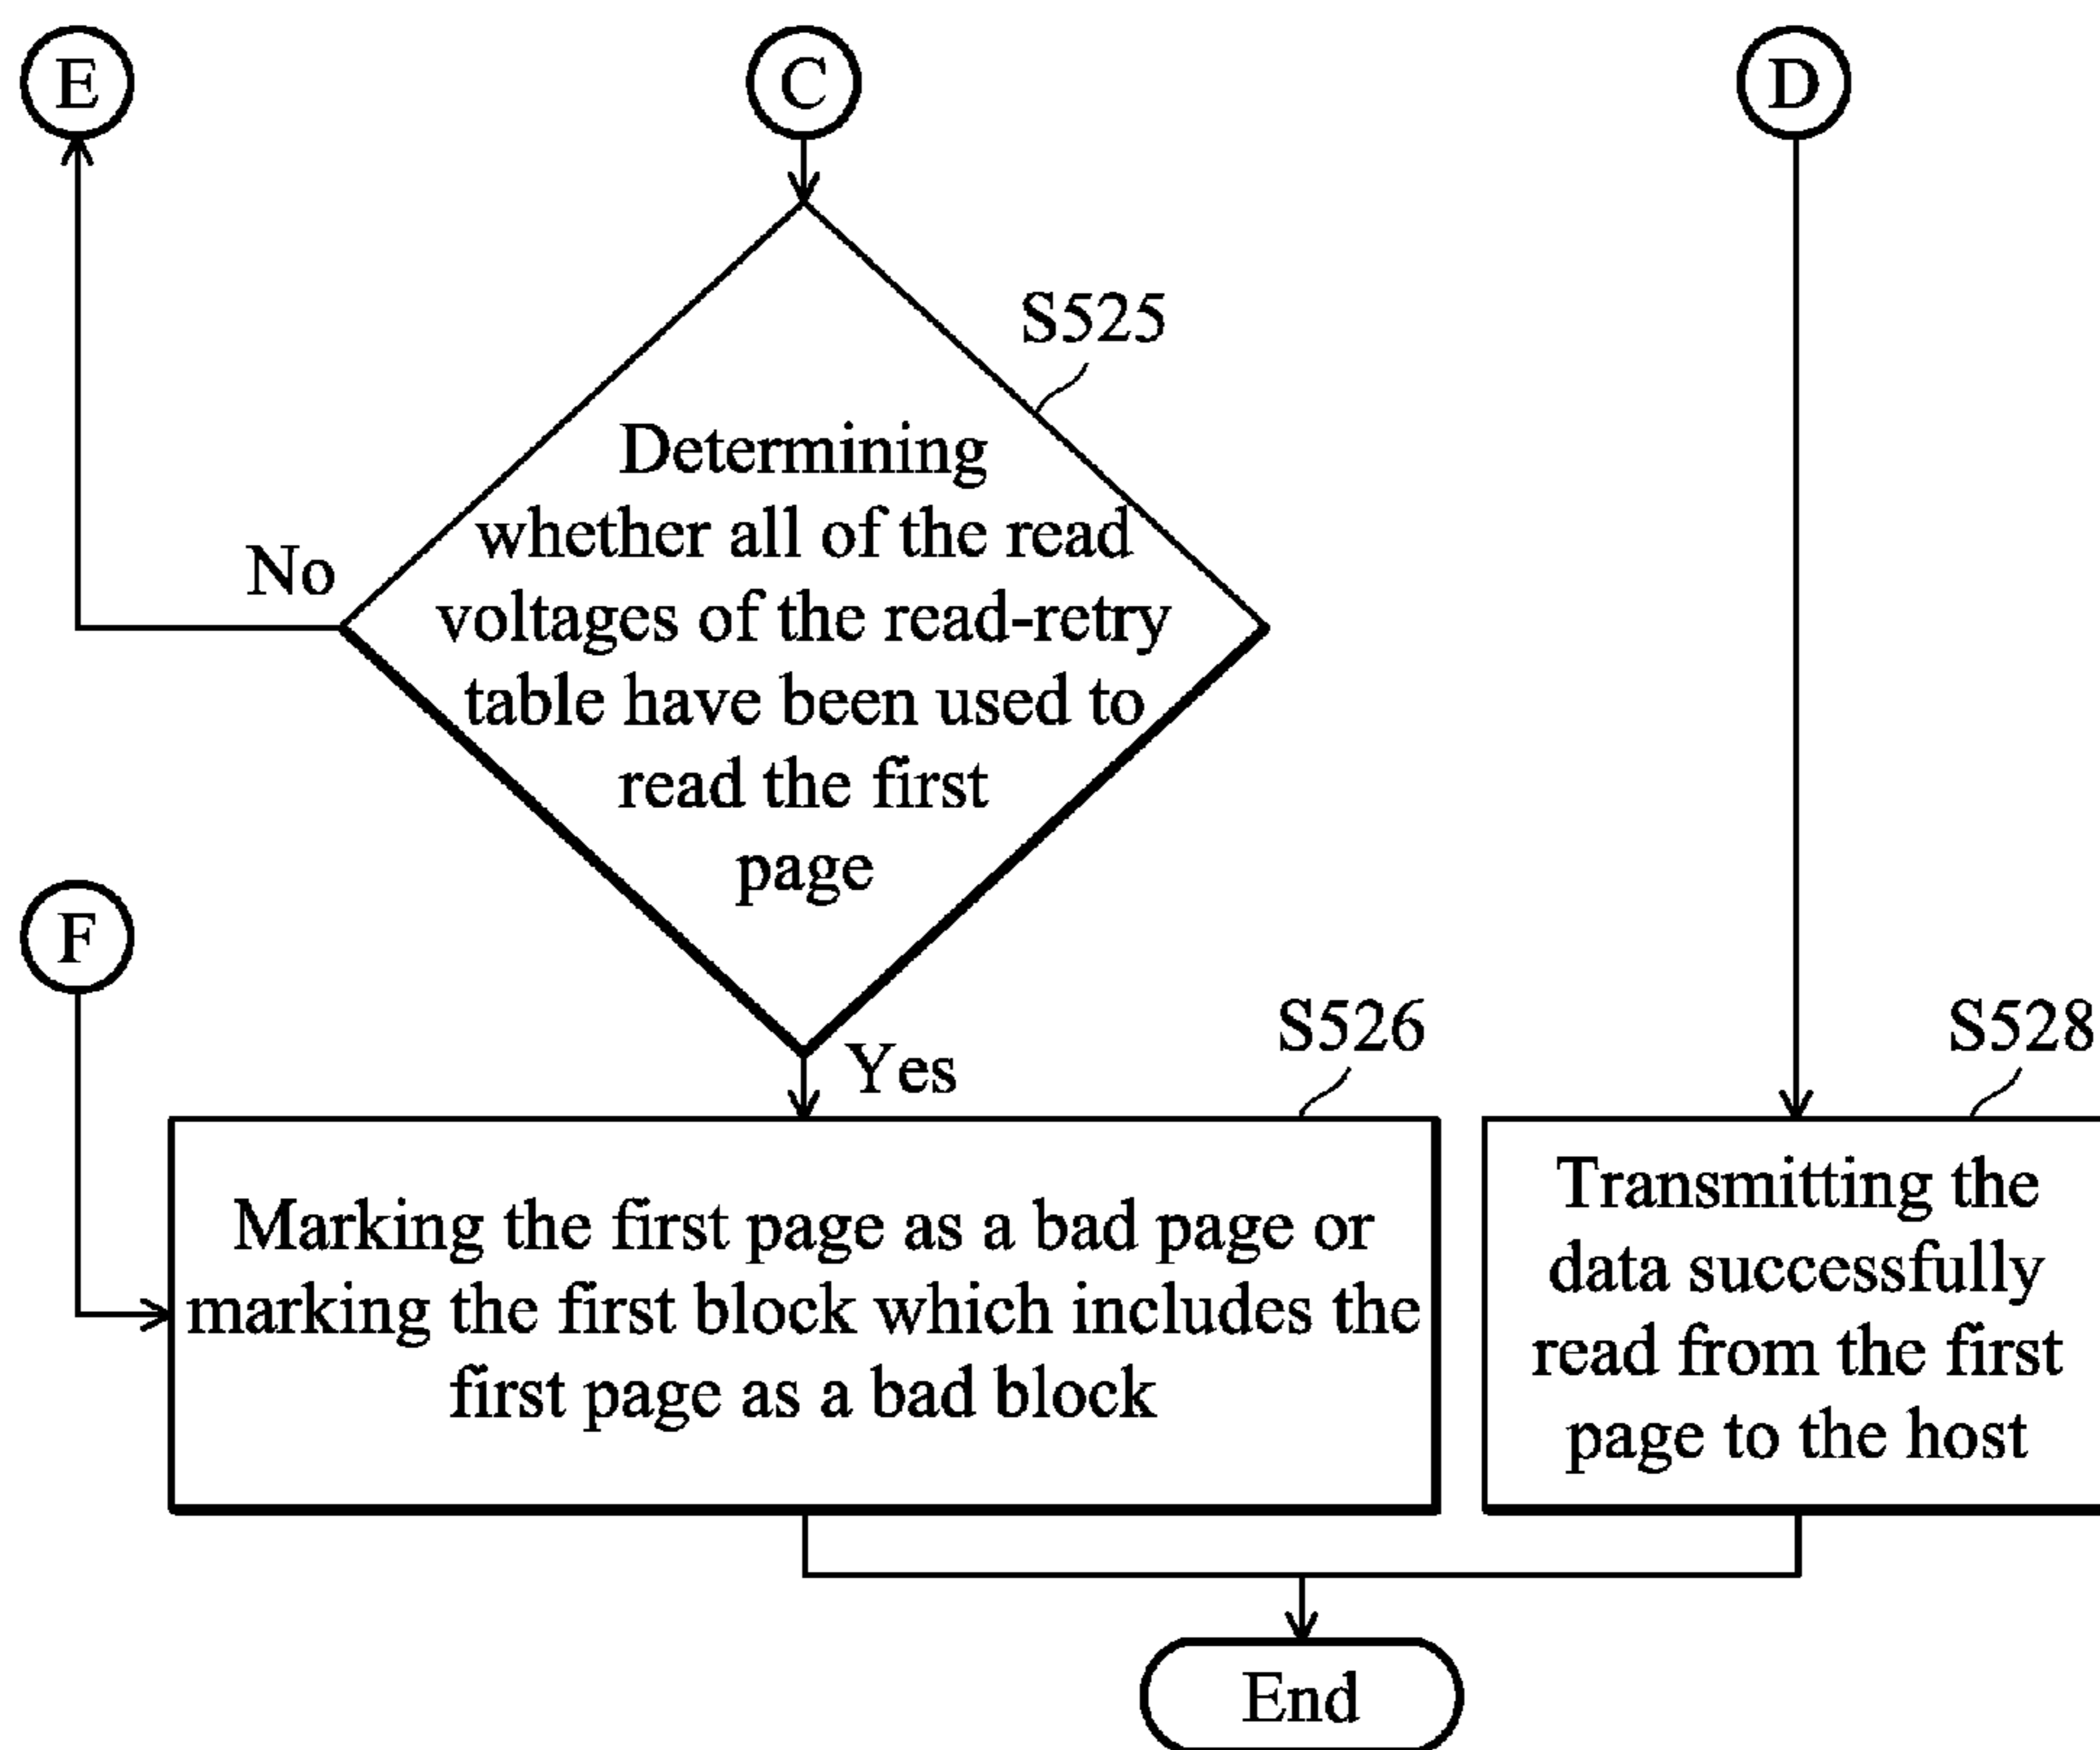 E
C
D
S525
Determining
whether all of the read
voltages of the read-retry
table have been used to
read the first
page
No
F
Yes
S526
S528
Marking the first page as a bad page or
marking the first block which includes the
first page as a bad block
Transmitting the
data successfully
read from the first
page to the host
End